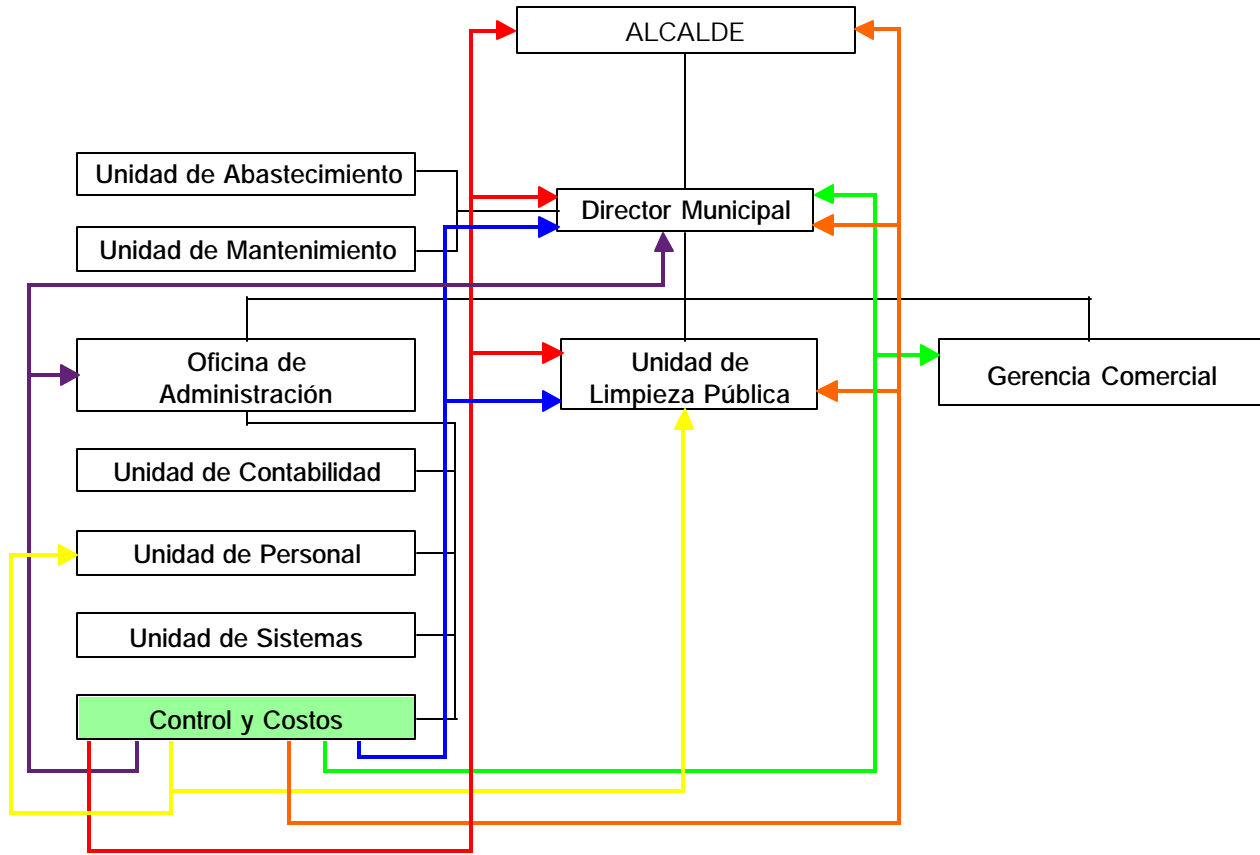 ALCALDE
Unidad de Abastecimiento
Director Municipal
Unidad de Mantenimiento
Oficina de
Administración
Unidad de
Limpieza Pública
Gerencia Comercial
Unidad de Contabilidad
Unidad de Personal
Unidad de Sistemas
Control y Costos